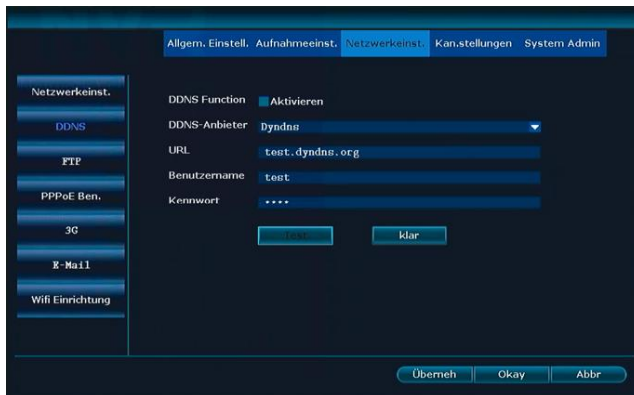 Allgem. Einstell. Aufnahmeeinst. Netzwerkeinst. Kan.stellungen System Admin
Netzwerkeinst.
DDNS
FTP
PPPoE Ben.
3G
E-Mail
Wifi Einrichtung
DDNS Function Aktivieren
DDNS-Anbieter Dyndns
URL test.dyndns.org
Benutzername test
Kennwort ••••
Test klar
Überneh Okay Abbr